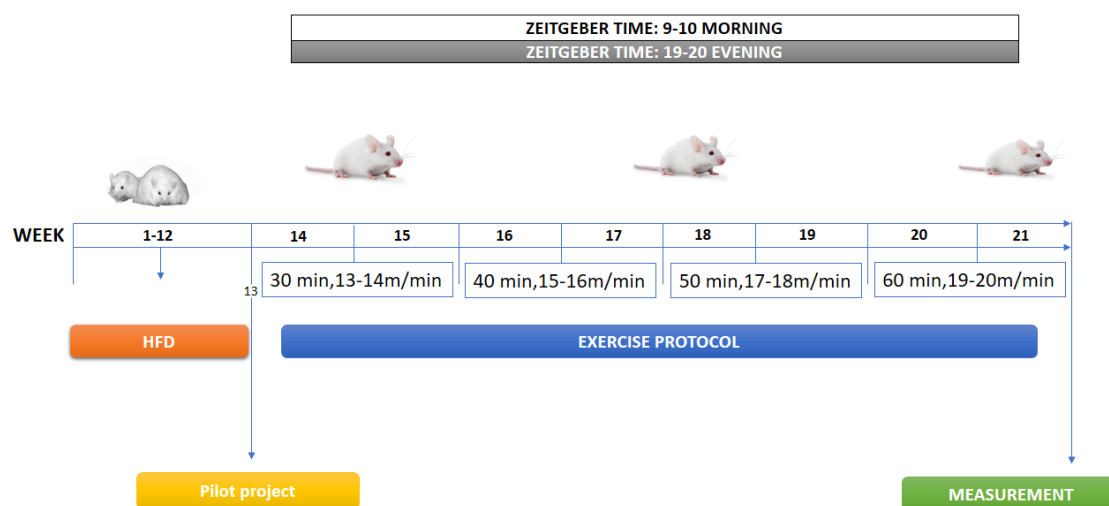 ZEITGEBER TIME: 9-10 MORNING
ZEITGEBER TIME: 19-20 EVENING
WEEK 1-12 14 15 16 17 18 19 20 21
30 min,13-14m/min 40 min,15-16m/min 50 min,17-18m/min 60 min,19-20m/min
13
HFD EXERCISE PROTOCOL
Pilot project MEASUREMENT